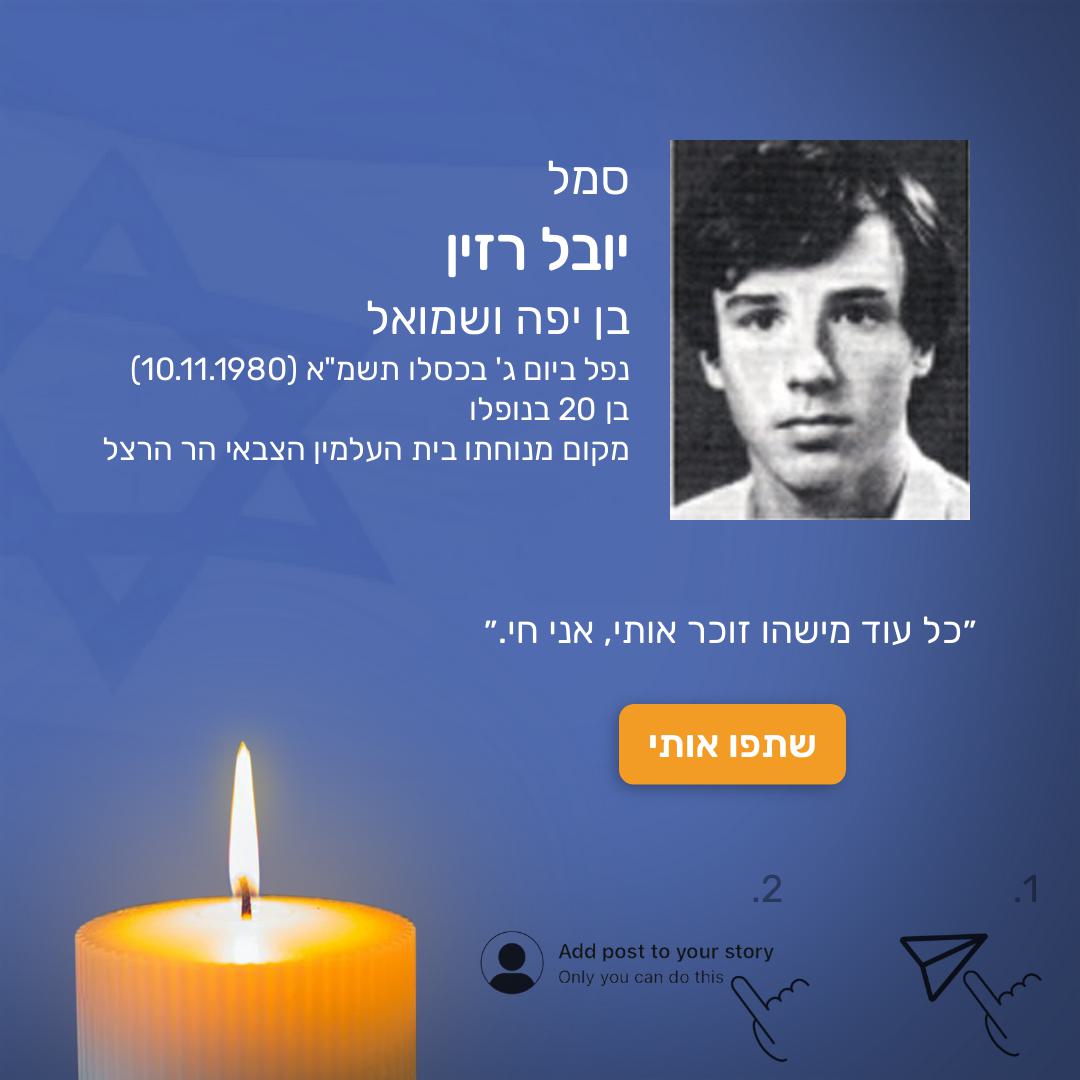 סמל
יובל רזין
בן יפה ושמואל
נפל ביום ג' בכסלו תשמ"א (10.11.1980)
בן 20 בנופלו
מקום מנוחתו בית העלמין הצבאי הר הרצל
״כל עוד מישהו זוכר אותי, אני חי.״
שתפו אותי
1.
2.
Add post to your story
Only you can do this